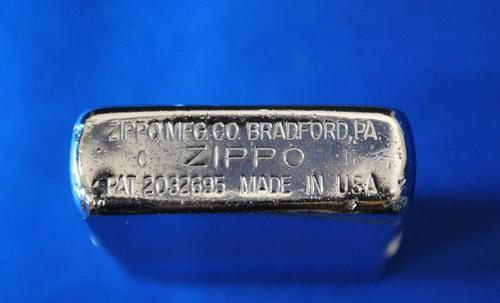 ZIPPO MFG. CO. BRADFORD, PA.
C ZIPPO
PAT. 2032695 MADE IN U.S.A.